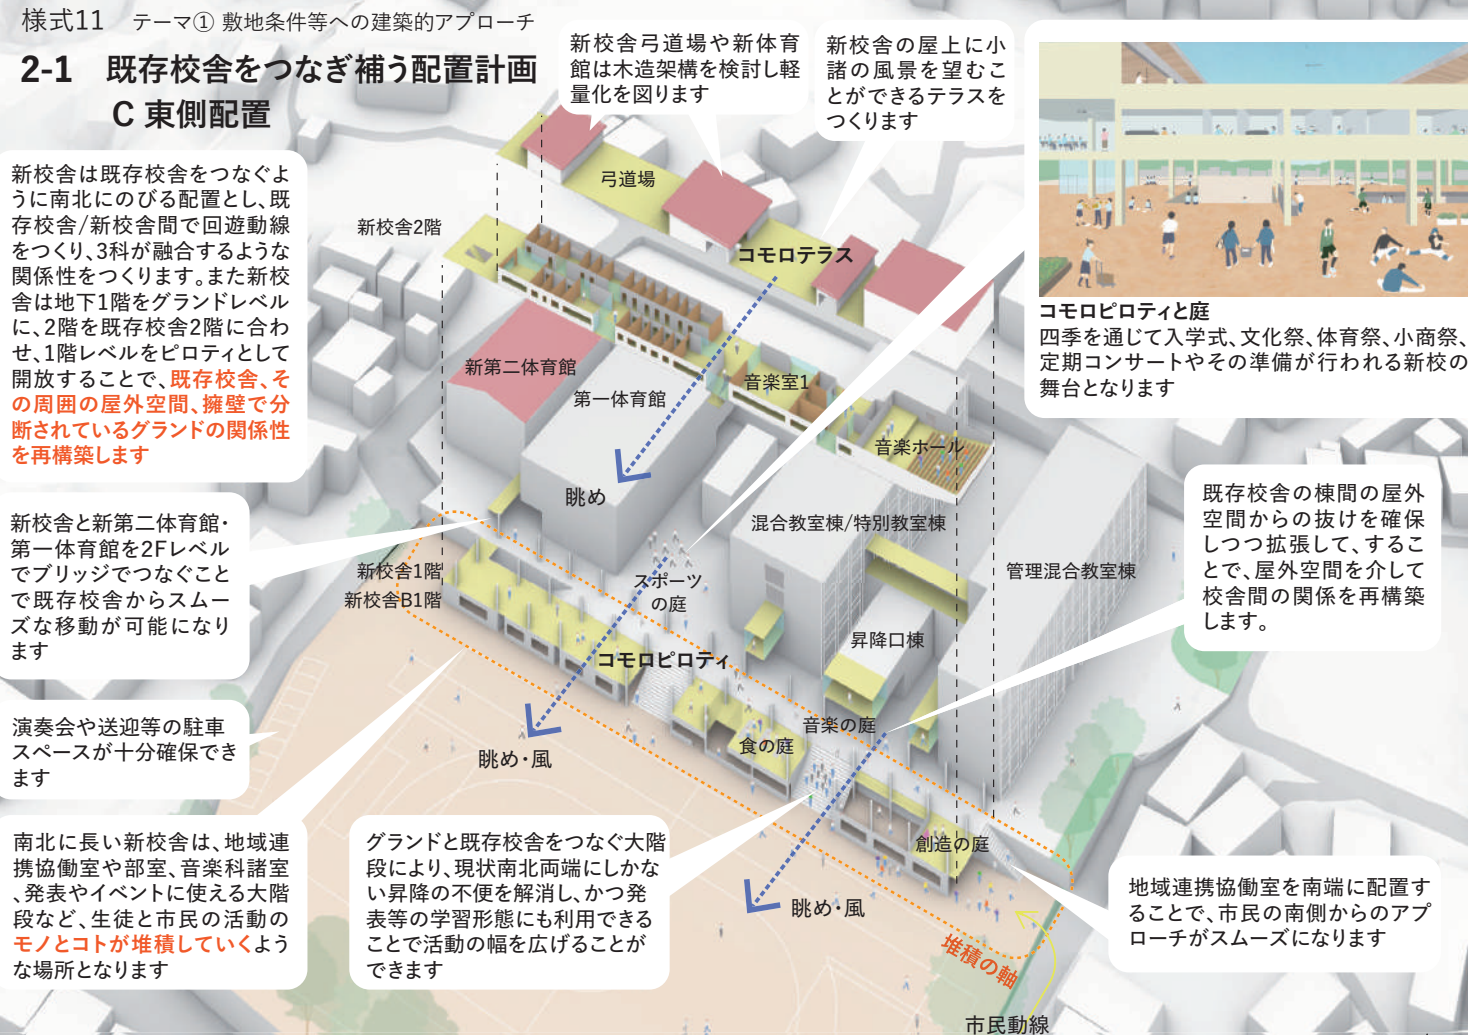 様式11 テーマ① 敷地条件等への建築的アプローチ
2-1 既存校舎をつなぎ補う配置計画
C 東側配置
新校舎弓道場や新体育
館は木造架構を検討し軽
量化を図ります
新校舎の屋上に小
諸の風景を望むこ
とができるテラスを
つくります
新校舎は既存校舎をつなぐよ
うに南北にのびる配置とし、既
存校舎/新校舎間で回遊動線
をつくり、3科が融合するような
関係性をつくります。また新校
舎は地下1階をグランドレベル
に、2階を既存校舎2階に合わ
せ、1階レベルをピロティとして
開放することで、既存校舎、そ
の周囲の屋外空間、擁壁で分
断されているグランドの関係性
を再構築します
コモロピロティと庭
四季を通じて入学式、文化祭、体育祭、小商祭、
定期コンサートやその準備が行われる新校の
舞台となります
弓道場
新校舎2階
コモロテラス
新第二体育館
第一体育館
音楽室1
音楽ホール
眺め
混合教室棟/特別教室棟
管理混合教室棟
既存校舎の棟間の屋外
空間からの抜けを確保
しつつ拡張して、するこ
とで、屋外空間を介して
校舎間の関係を再構築
します。
新校舎と新第二体育館・
第一体育館を2Fレベル
でブリッジでつなぐこと
で既存校舎からスムー
ズな移動が可能になり
ます
新校舎1階
新校舎B1階
スポーツ
の庭
昇降口棟
コモロピロティ
音楽の庭
食の庭
眺め・風
演奏会や送迎等の駐車
スペースが十分確保でき
ます
南北に長い新校舎は、地域連
携協働室や部室、音楽科諸室
、発表やイベントに使える大階
段など、生徒と市民の活動の
モノとコトが堆積していくよう
な場所となります
グランドと既存校舎をつなぐ大階
段により、現状南北両端にしかな
い昇降の不便を解消し、かつ発
表等の学習形態にも利用できる
ことで活動の幅を広げることが
できます
創造の庭
眺め・風
堆積の軸
地域連携協働室を南端に配置す
ることで、市民の南側からのアプ
ローチがスムーズになります
市民動線